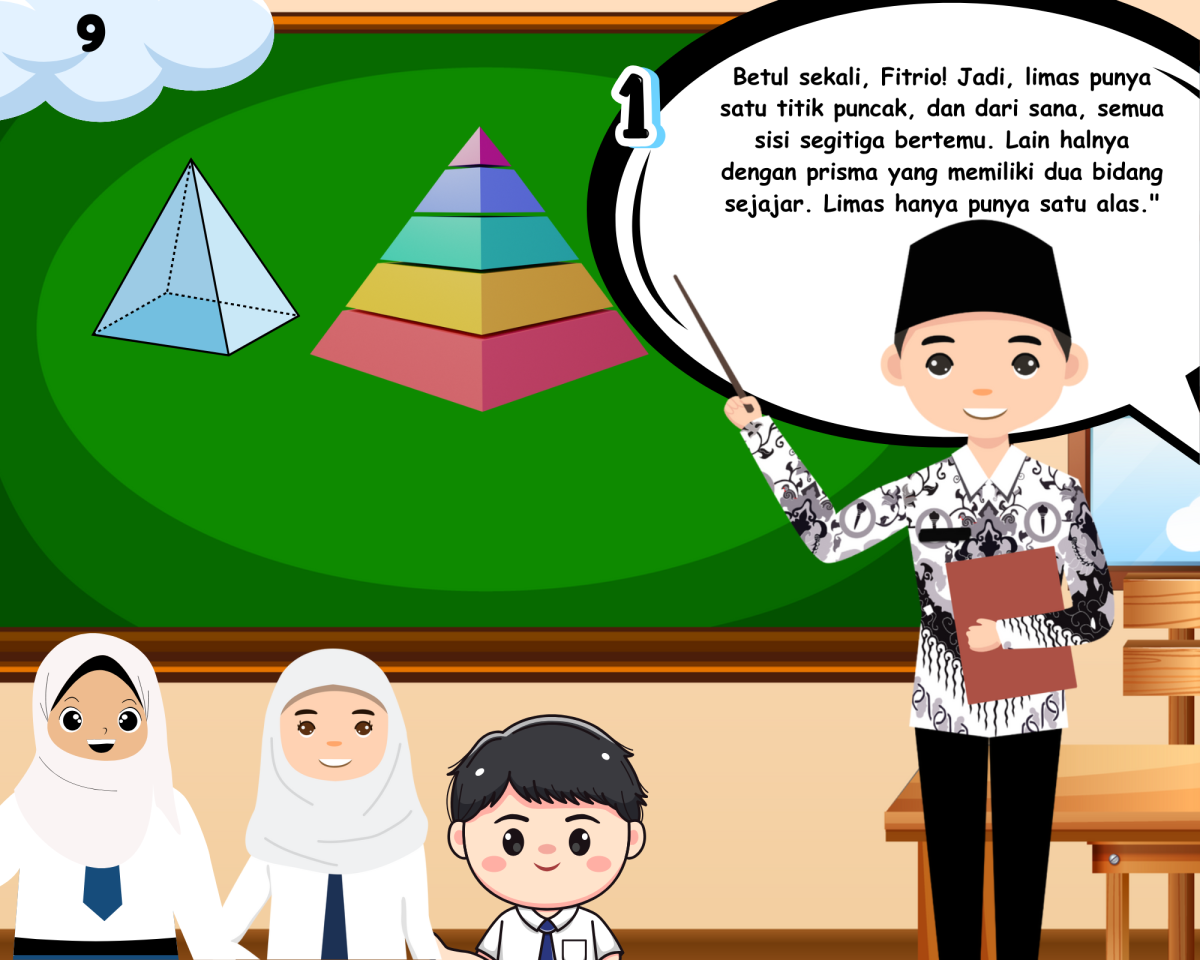 9
1
Betul sekali, Fitrio! Jadi, limas punya
satu titik puncak, dan dari sana, semua
sisi segitiga bertemu. Lain halnya
dengan prisma yang memiliki dua bidang
sejajar. Limas hanya punya satu alas."